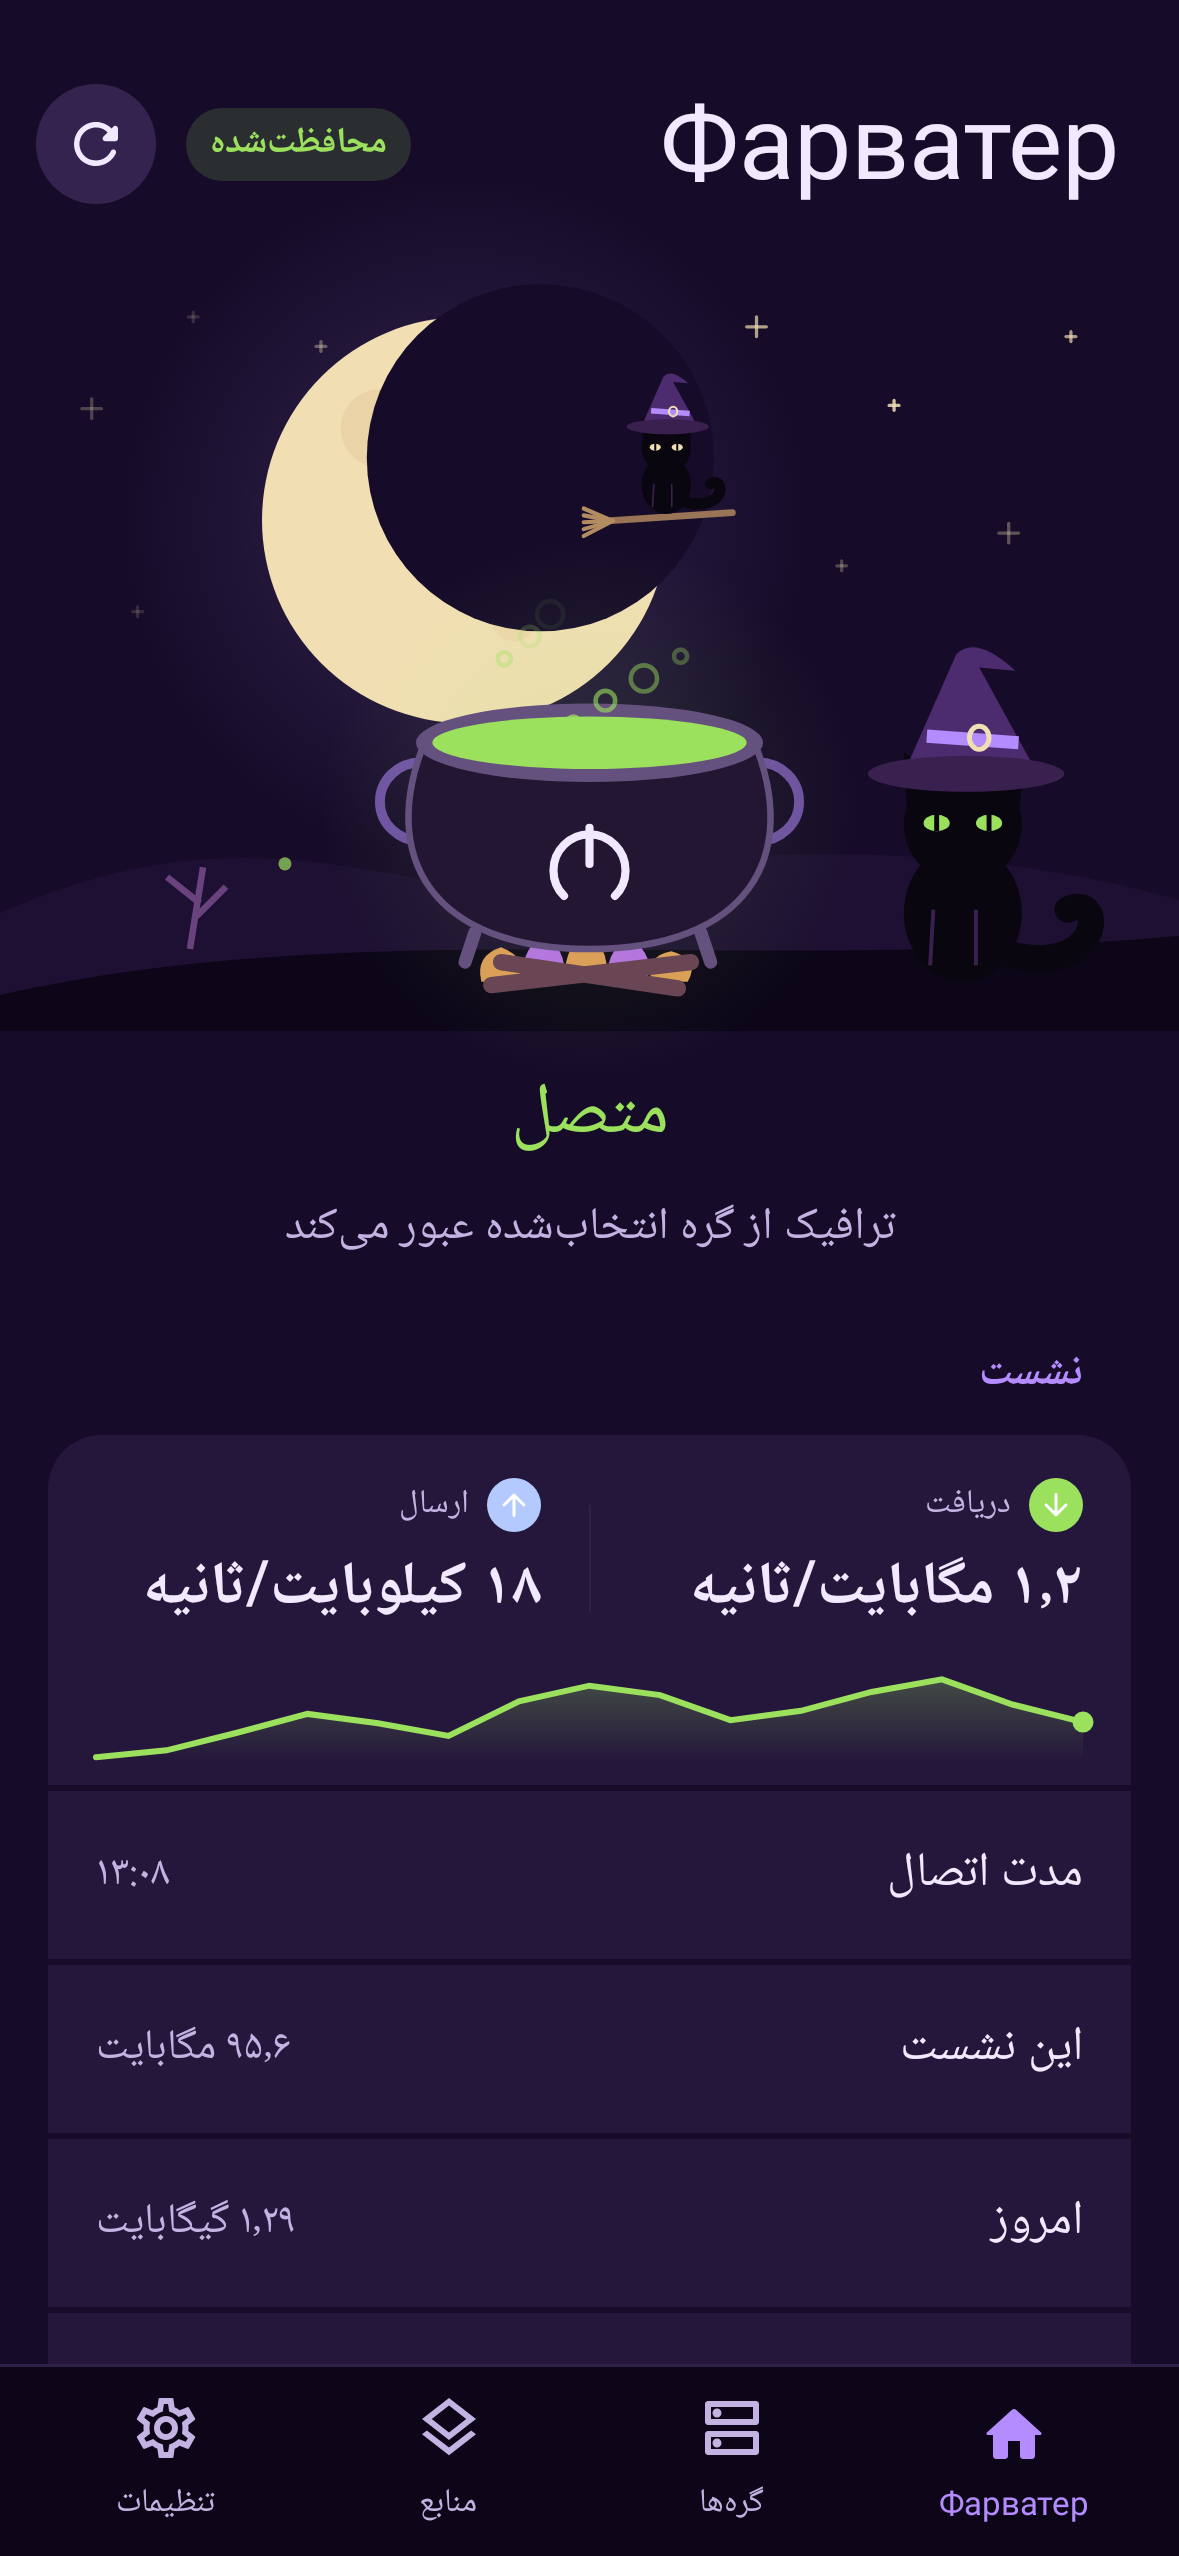 Фарватер
محافظت‌شده
متصل
ترافیک از گره انتخاب‌شده عبور می‌کند
نشست
دریافت
ارسال
۱,۲ مگابایت/ثانیه
۱۸ کیلوبایت/ثانیه
مدت اتصال
۱۳:۰۸
این نشست
۹۵,۶ مگابایت
امروز
۱,۲۹ گیگابایت
Фарватер
گره‌ها
منابع
تنظیمات